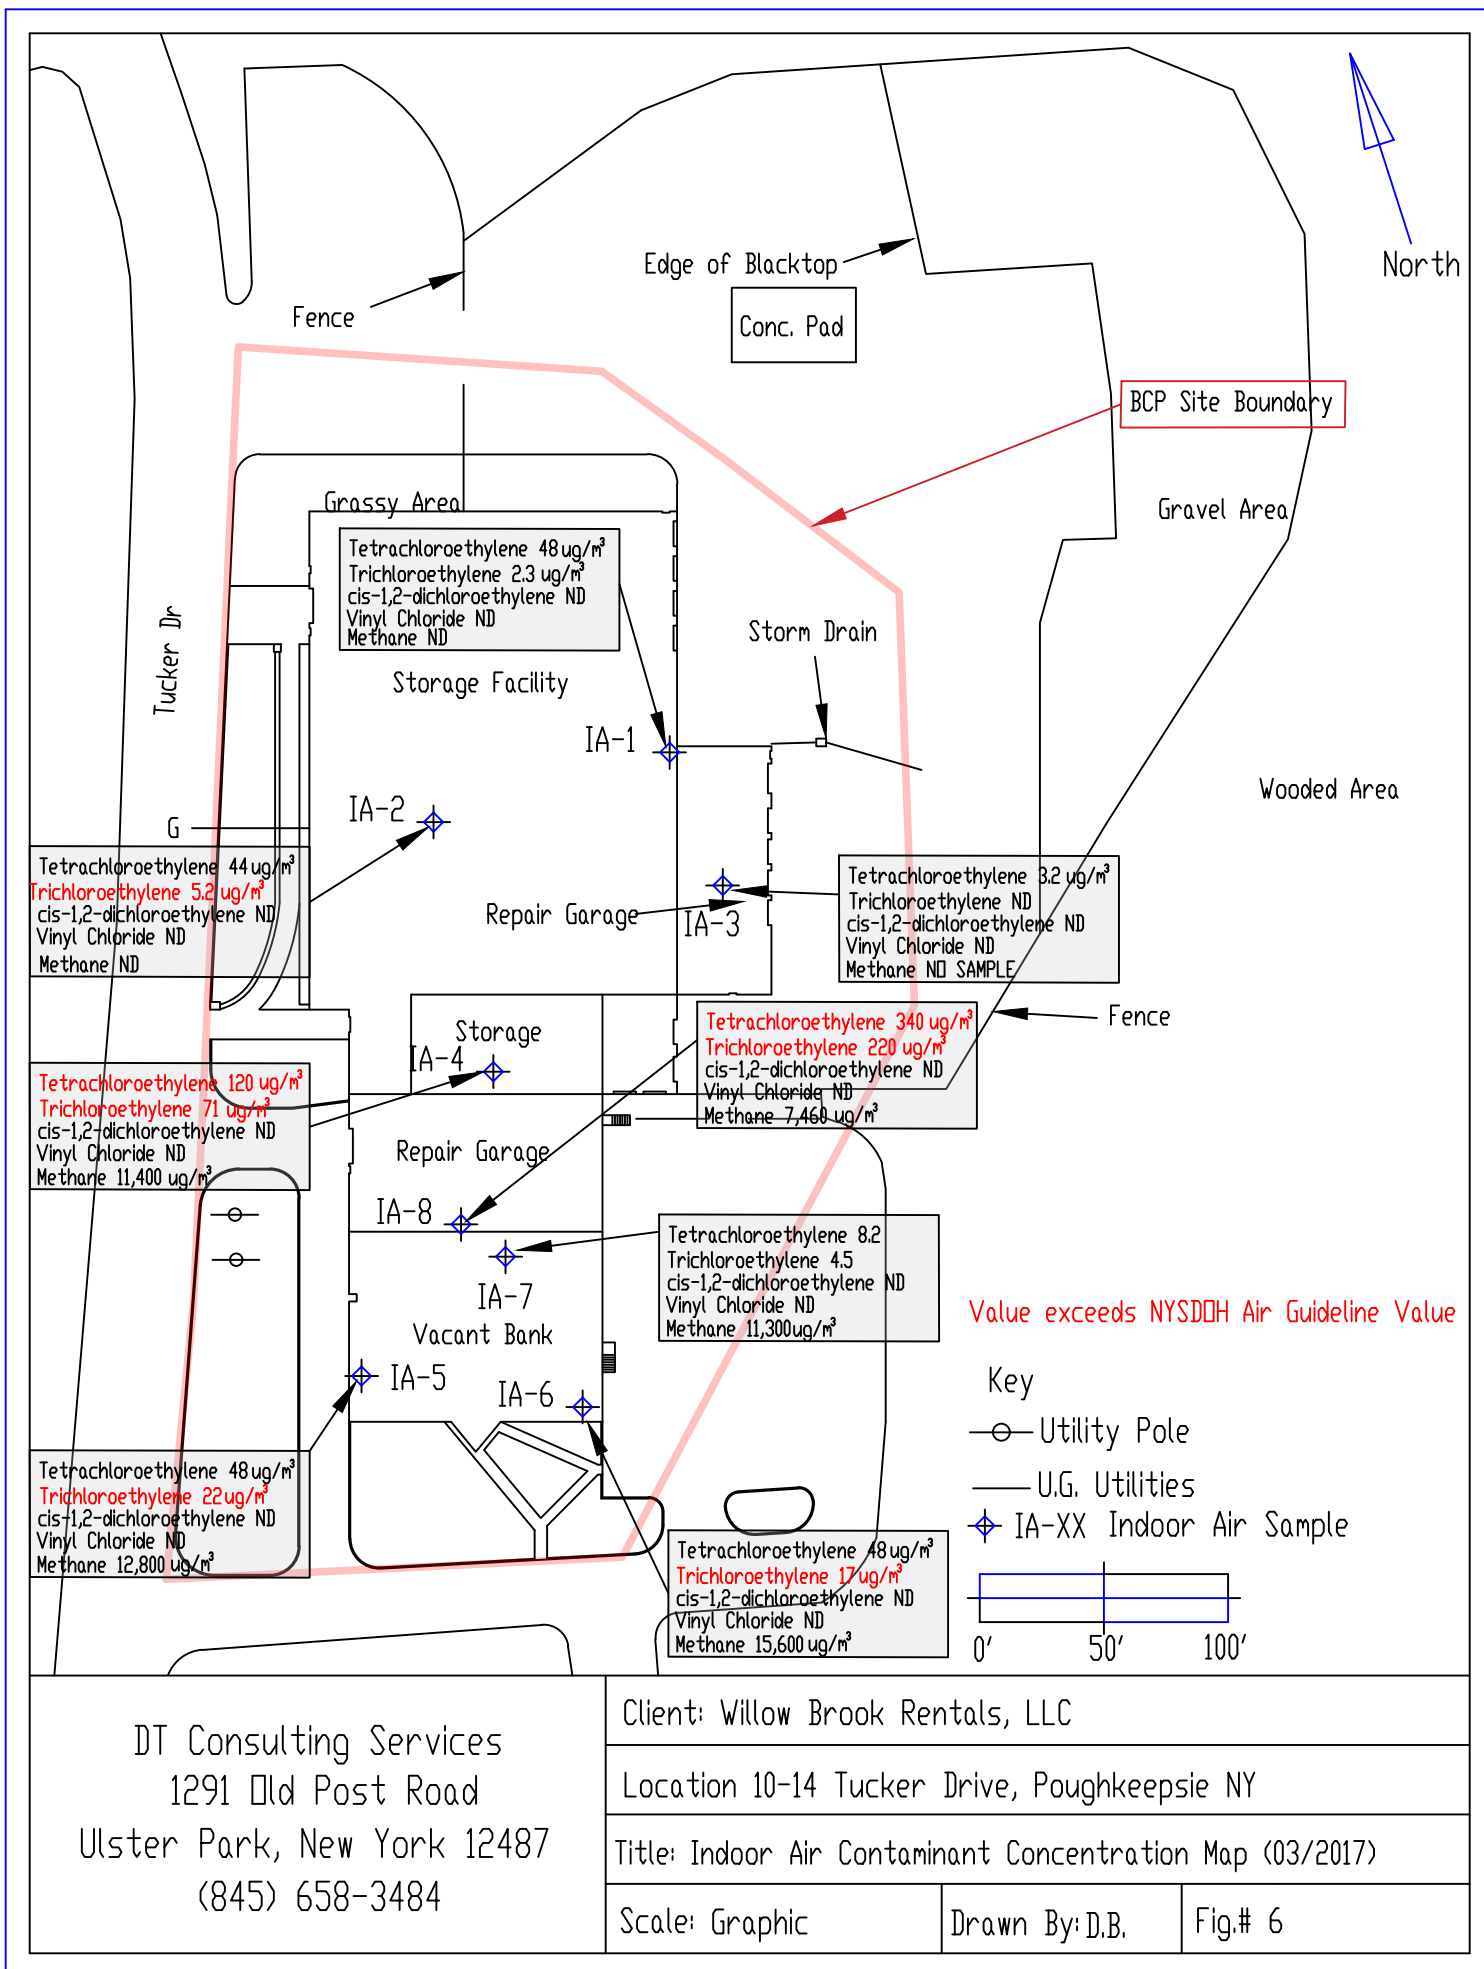 North
Edge of Blacktop
Fence
Conc. Pad
BCP Site Boundary
Grassy Area
Gravel Area
Tetrachloroethylene 48 ug/m³
Trichloroethylene 2.3 ug/m³
cis-1,2-dichloroethylene ND
Vinyl Chloride ND
Methane ND
Tucker Dr
Storm Drain
Storage Facility
IA-1
Wooded Area
IA-2
G
Tetrachloroethylene 44 ug/m³
Trichloroethylene 5.2 ug/m³
cis-1,2-dichloroethylene ND
Vinyl Chloride ND
Methane ND
Repair Garage
IA-3
Tetrachloroethylene 3.2 ug/m³
Trichloroethylene ND
cis-1,2-dichloroethylene ND
Vinyl Chloride ND
Methane NO SAMPLE
Fence
Storage
IA-4
Tetrachloroethylene 340 ug/m³
Trichloroethylene 220 ug/m³
cis-1,2-dichloroethylene ND
Vinyl Chloride ND
Methane 7,460 ug/m³
Tetrachloroethylene 120 ug/m³
Trichloroethylene 71 ug/m³
cis-1,2-dichloroethylene ND
Vinyl Chloride ND
Methane 11,400 ug/m³
Repair Garage
IA-8
Tetrachloroethylene 8.2
Trichloroethylene 4.5
cis-1,2-dichloroethylene ND
Vinyl Chloride ND
Methane 11,300ug/m³
IA-7
Vacant Bank
IA-5
IA-6
Value exceeds NYSDOH Air Guideline Value
Key
Utility Pole
U.G. Utilities
IA-XX Indoor Air Sample
0' 50' 100'
Tetrachloroethylene 48 ug/m³
Trichloroethylene 22ug/m³
cis-1,2-dichloroethylene ND
Vinyl Chloride ND
Methane 12,800 ug/m³
Tetrachloroethylene 48 ug/m³
Trichloroethylene 17ug/m³
cis-1,2-dichloroethylene ND
Vinyl Chloride ND
Methane 15,600 ug/m³
DT Consulting Services
1291 Old Post Road
Ulster Park, New York 12487
(845) 658-3484
Client: Willow Brook Rentals, LLC
Location 10-14 Tucker Drive, Poughkeepsie NY
Title: Indoor Air Contaminant Concentration Map (03/2017)
Scale: Graphic
Drawn By: D.B.
Fig.# 6